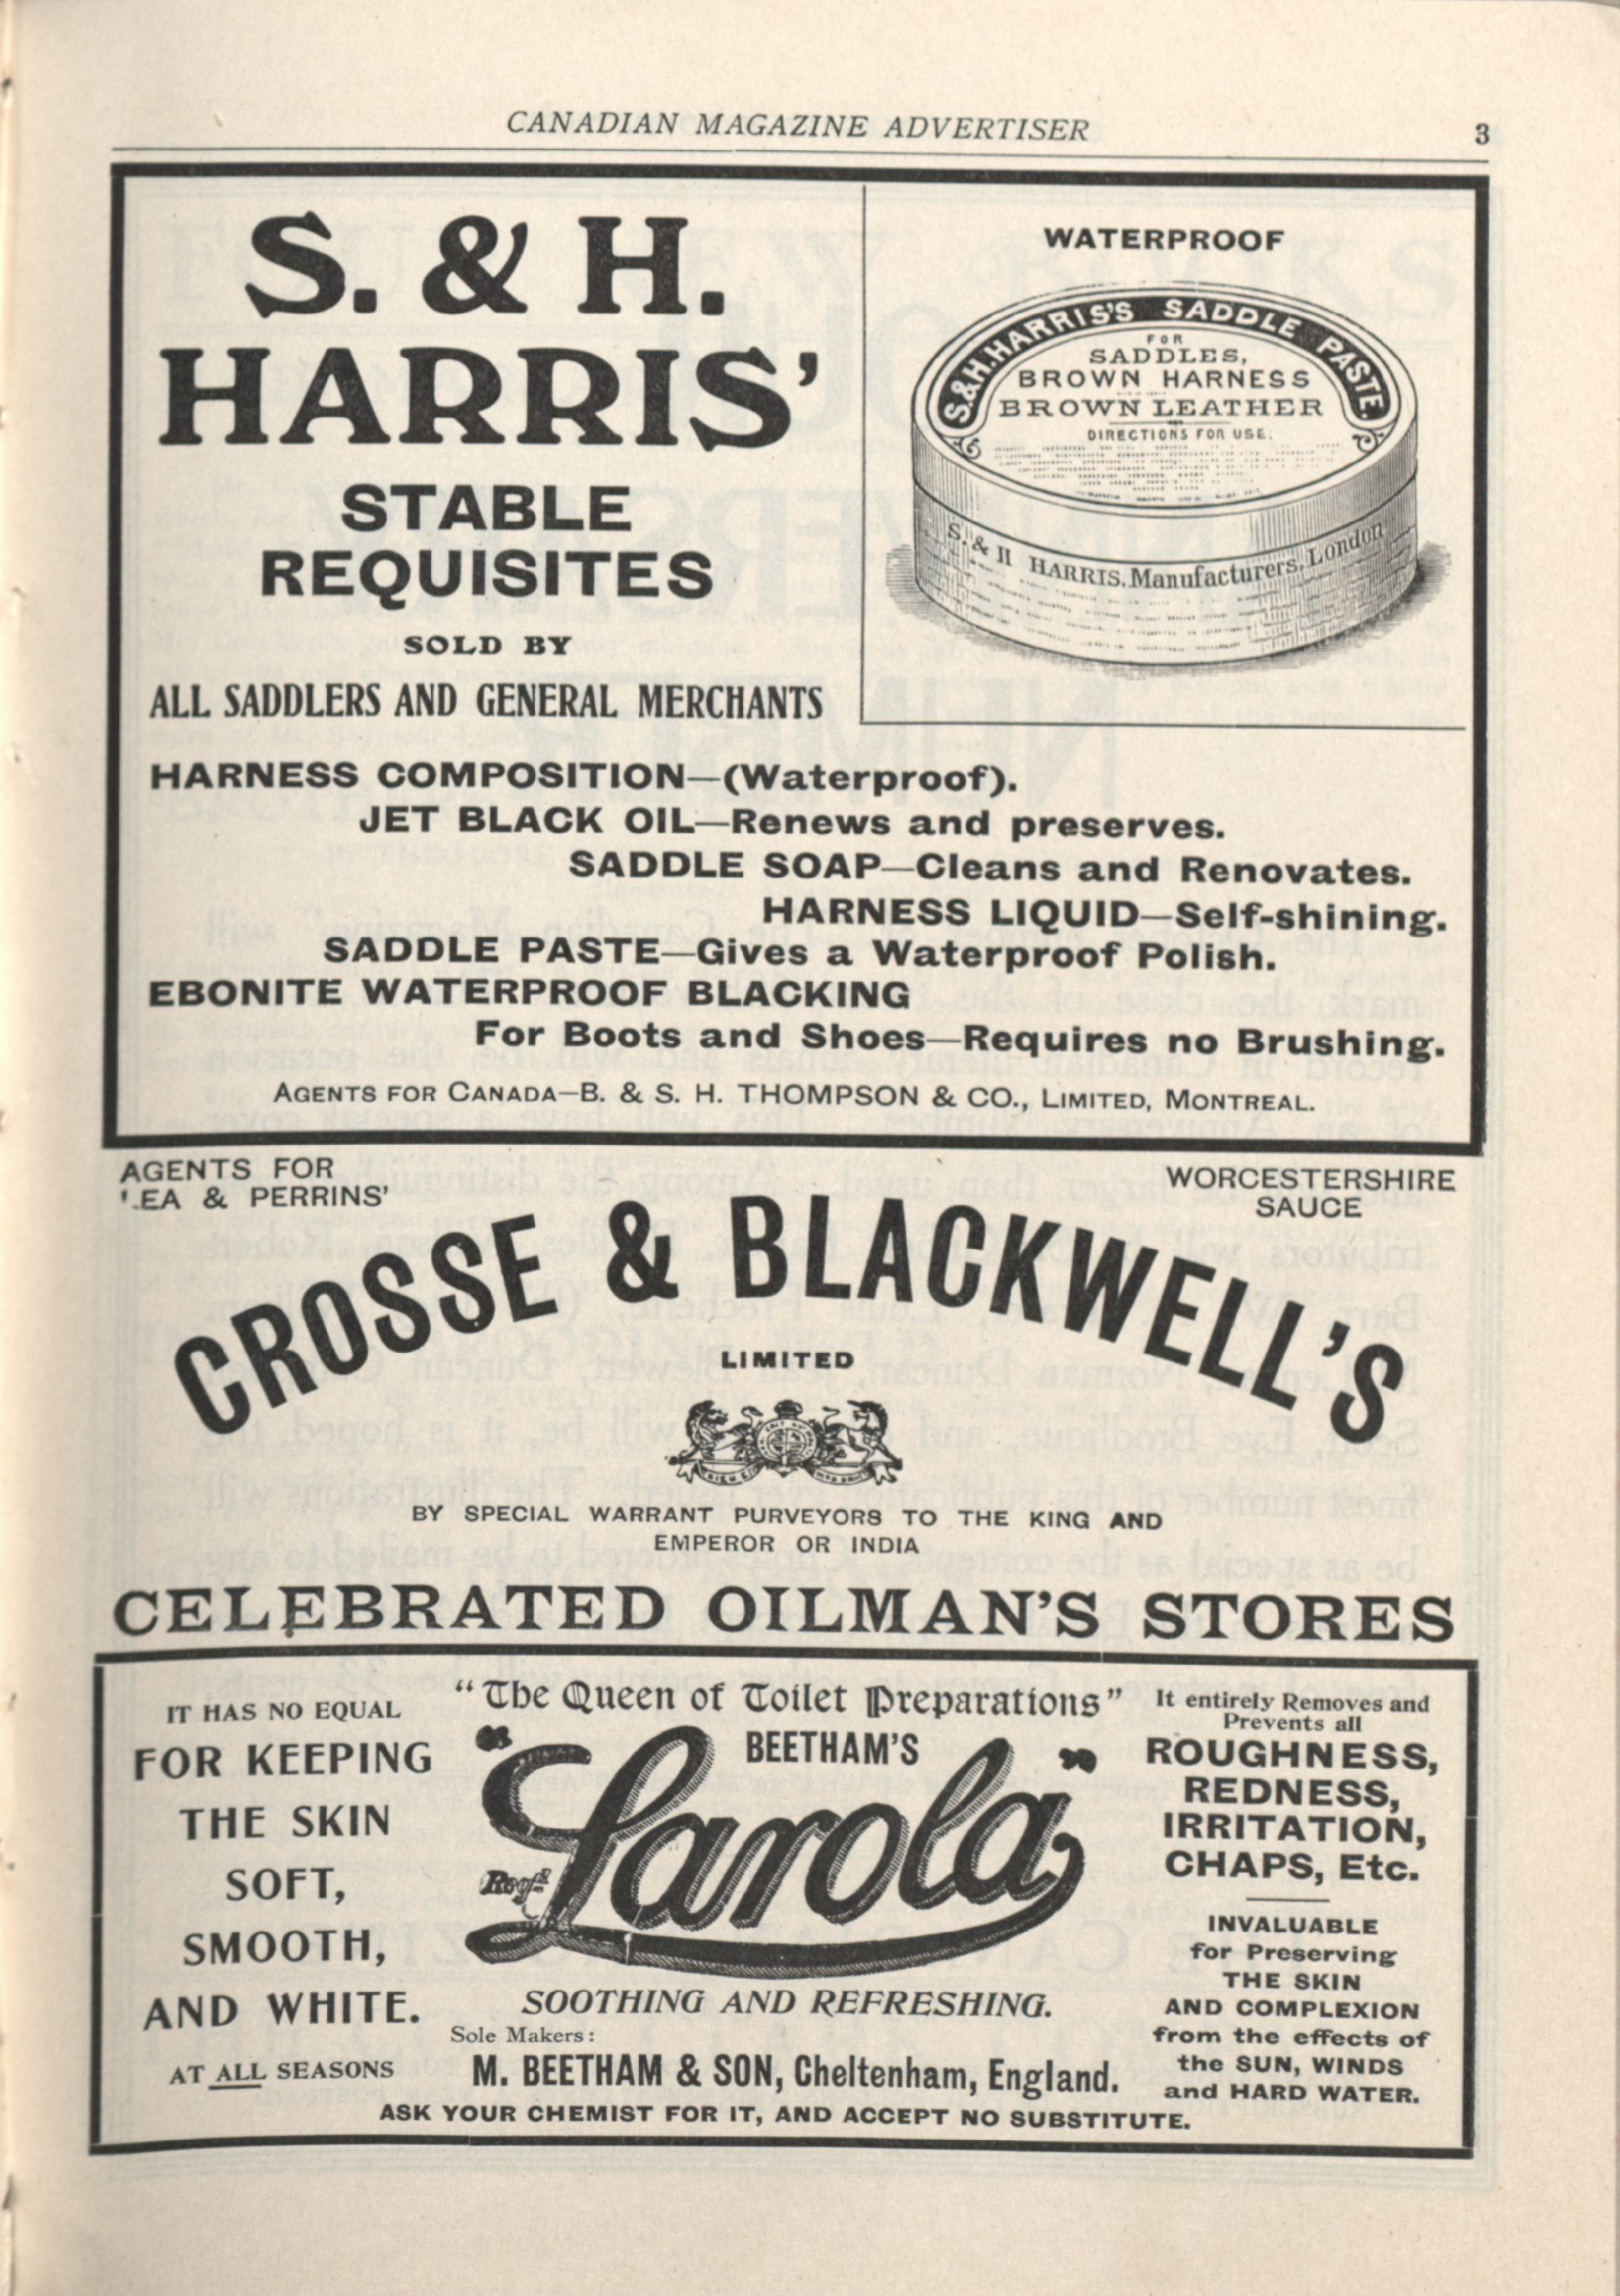 CANADIAN MAGAZINE ADVERTISER
3
S. & H.
HARRIS'
STABLE
REQUISITES
SOLD BY
ALL SADDLERS AND GENERAL MERCHANTS
WATERPROOF
S.&H.HARRIS'S SADDLE PASTE.
FOR
SADDLES,
BROWN HARNESS
BROWN LEATHER
DIRECTIONS FOR USE.
S. & H HARRIS. Manufacturers, London
HARNESS COMPOSITION—(Waterproof).
JET BLACK OIL—Renews and preserves.
SADDLE SOAP—Cleans and Renovates.
HARNESS LIQUID—Self-shining.
SADDLE PASTE—Gives a Waterproof Polish.
EBONITE WATERPROOF BLACKING
For Boots and Shoes—Requires no Brushing.
AGENTS FOR CANADA—B. & S. H. THOMPSON & CO., LIMITED, MONTREAL.
AGENTS FOR
LEA & PERRINS'
WORCESTERSHIRE
SAUCE
CROSSE & BLACKWELL'S
LIMITED
BY SPECIAL WARRANT PURVEYORS TO THE KING AND
EMPEROR OR INDIA
CELEBRATED OILMAN'S STORES
IT HAS NO EQUAL
FOR KEEPING
THE SKIN
SOFT,
SMOOTH,
AND WHITE.
AT ALL SEASONS
"The Queen of Toilet Preparations"
BEETHAM'S
"Larola"
Regd
SOOTHING AND REFRESHING.
Sole Makers:
M. BEETHAM & SON, Cheltenham, England.
It entirely Removes and
Prevents all
ROUGHNESS,
REDNESS,
IRRITATION,
CHAPS, Etc.
INVALUABLE
for Preserving
THE SKIN
AND COMPLEXION
from the effects of
the SUN, WINDS
and HARD WATER.
ASK YOUR CHEMIST FOR IT, AND ACCEPT NO SUBSTITUTE.